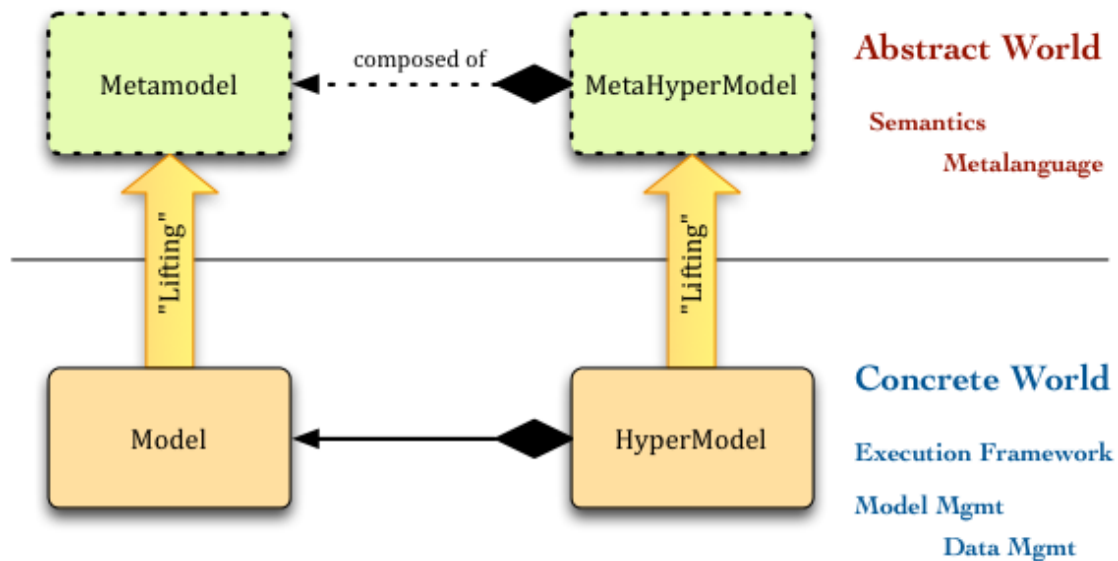 composed of
Metamodel
MetaHyperModel
Abstract World
Semantics
Metalanguage
"Lifting"
"Lifting"
Model
HyperModel
Concrete World
Execution Framework
Model Mgmt
Data Mgmt